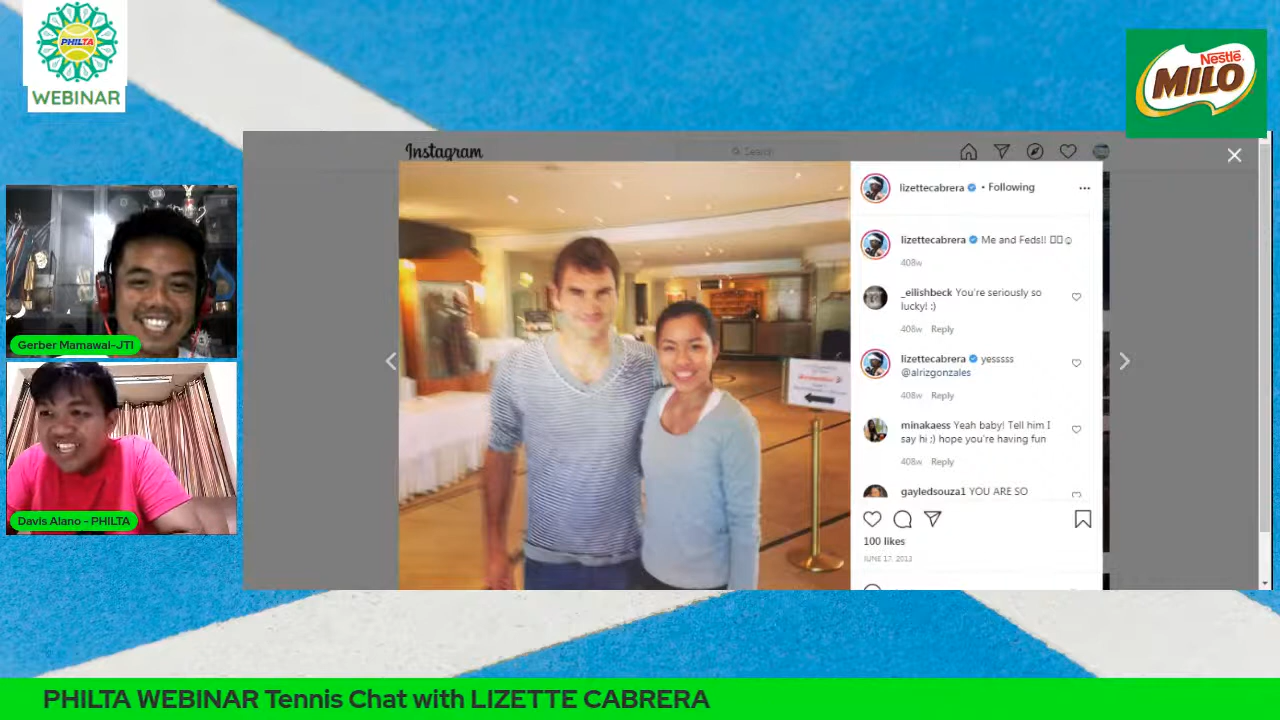 PHILTA
WEBINAR
Nestlé
MILO
Gerber Mamawal-JTI
Davis Alano - PHILTA
Instagram
Search
lizettecabrera • Following
lizettecabrera Me and Feds!!
408w
_eilishbeck You're seriously so
lucky! :)
408w Reply
lizettecabrera yesssss
@alrizgonzales
408w Reply
minakaess Yeah baby! Tell him I
say hi ;) hope you're having fun
408w Reply
gayledsouza1 YOU ARE SO
100 likes
JUNE 17, 2013
PHILTA WEBINAR Tennis Chat with LIZETTE CABRERA